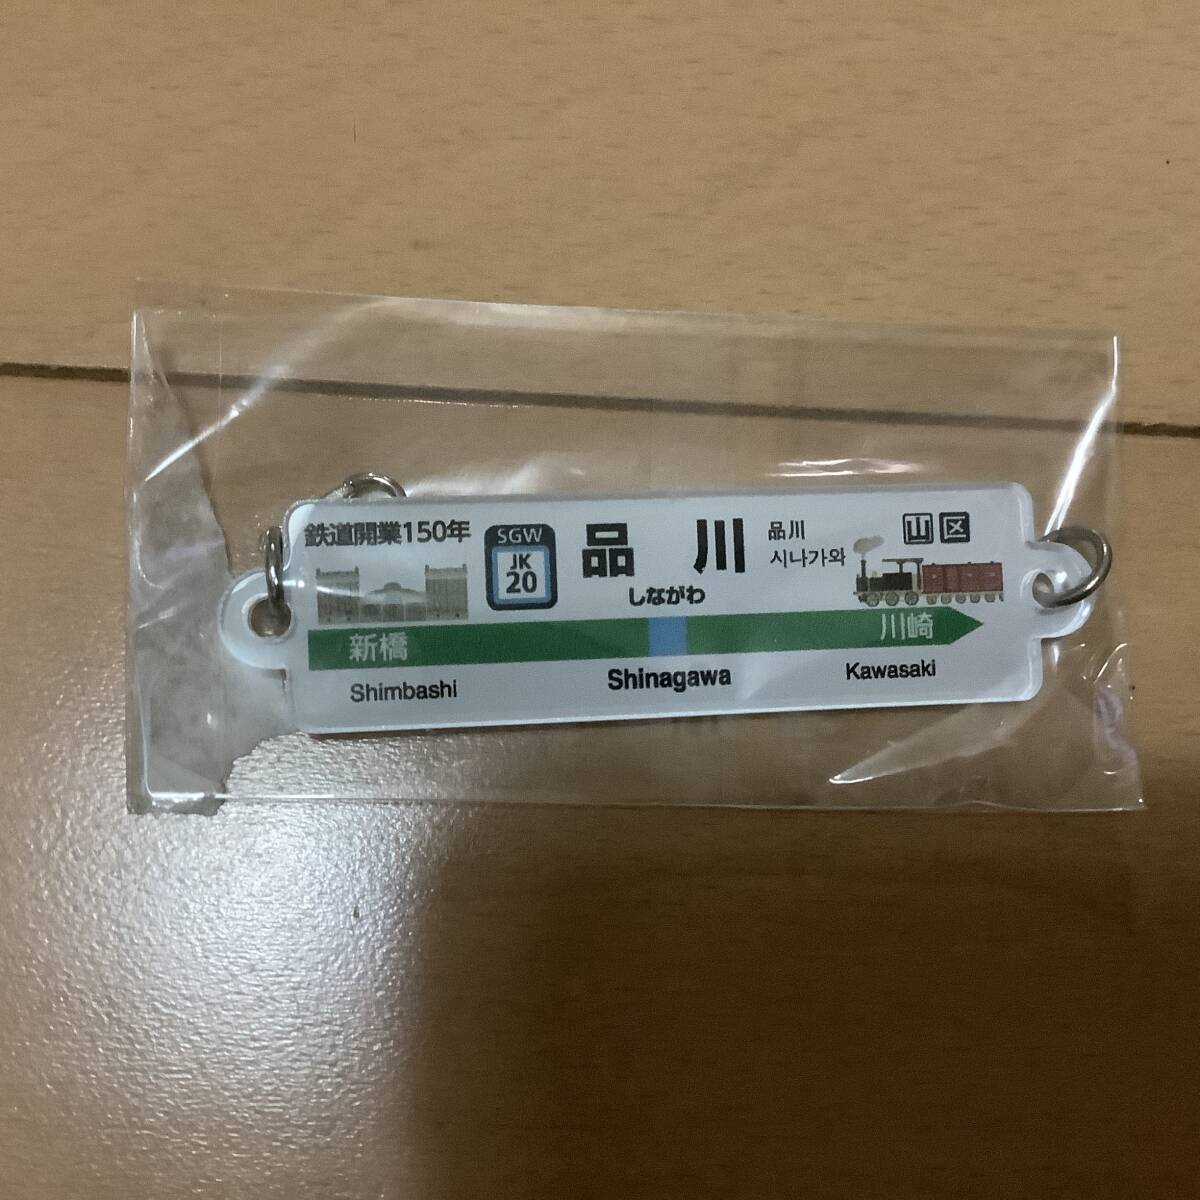 鉄道開業150年
SGW
JK
20
品川
しながわ
品川
시나가와
山 区
新橋
川崎
Shimbashi
Shinagawa
Kawasaki